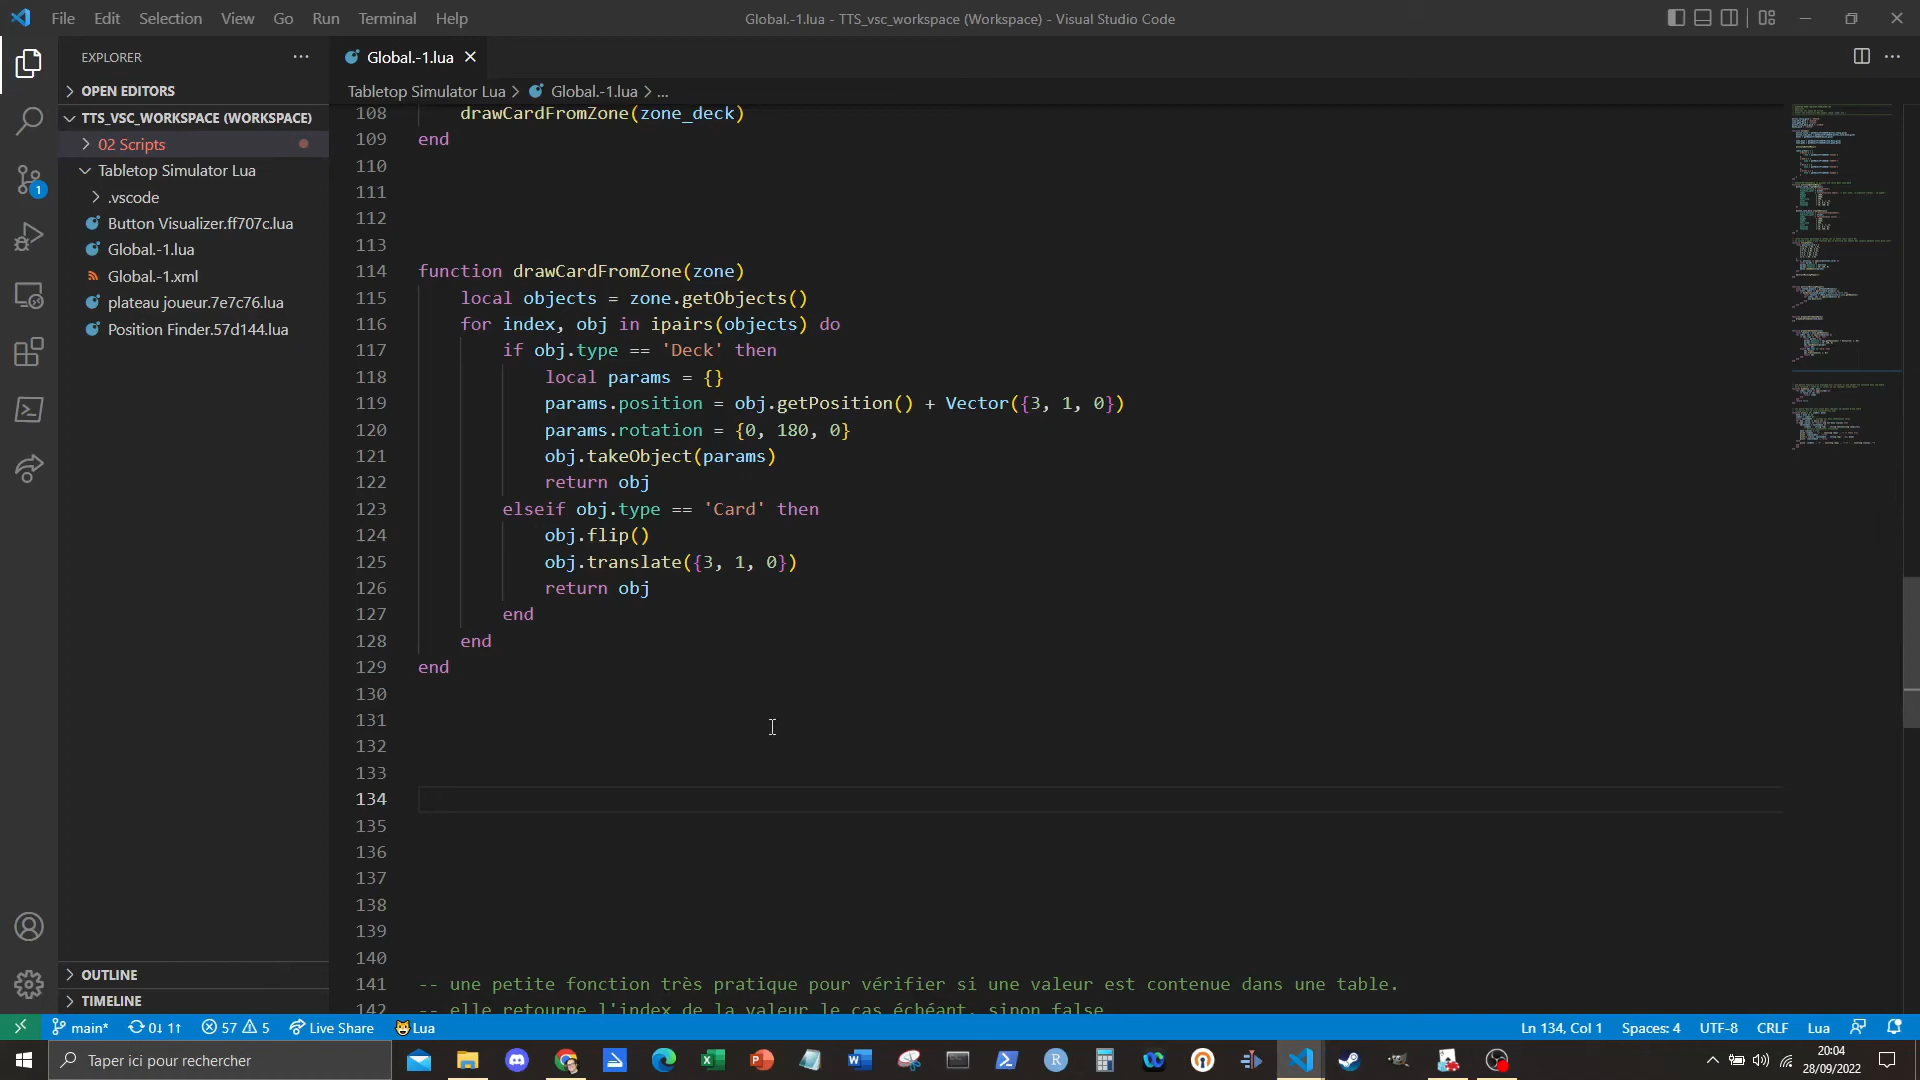 File Edit Selection View Go Run Terminal Help
Global.-1.lua - TTS_vsc_workspace (Workspace) - Visual Studio Code
EXPLORER
Global.-1.lua
OPEN EDITORS
Tabletop Simulator Lua > Global.-1.lua > ...
TTS_VSC_WORKSPACE (WORKSPACE)
02 Scripts
Tabletop Simulator Lua
.vscode
Button Visualizer.ff707c.lua
Global.-1.lua
Global.-1.xml
plateau joueur.7e7c76.lua
Position Finder.57d144.lua
OUTLINE
TIMELINE
1
108 drawCardFromZone(zone_deck)
109 end
110
111
112
113
114 function drawCardFromZone(zone)
115 local objects = zone.getObjects()
116 for index, obj in ipairs(objects) do
117 if obj.type == 'Deck' then
118 local params = {}
119 params.position = obj.getPosition() + Vector({3, 1, 0})
120 params.rotation = {0, 180, 0}
121 obj.takeObject(params)
122 return obj
123 elseif obj.type == 'Card' then
124 obj.flip()
125 obj.translate({3, 1, 0})
126 return obj
127 end
128 end
129 end
130
131
132
133
134
135
136
137
138
139
140
141 -- une petite fonction très pratique pour vérifier si une valeur est contenue dans une table.
142 -- elle retourne l'index de la valeur le cas échéant, sinon false
main* 0↓ 1↑ 57 5 Live Share Lua
Ln 134, Col 1 Spaces: 4 UTF-8 CRLF Lua
Taper ici pour rechercher
20:04
28/09/2022